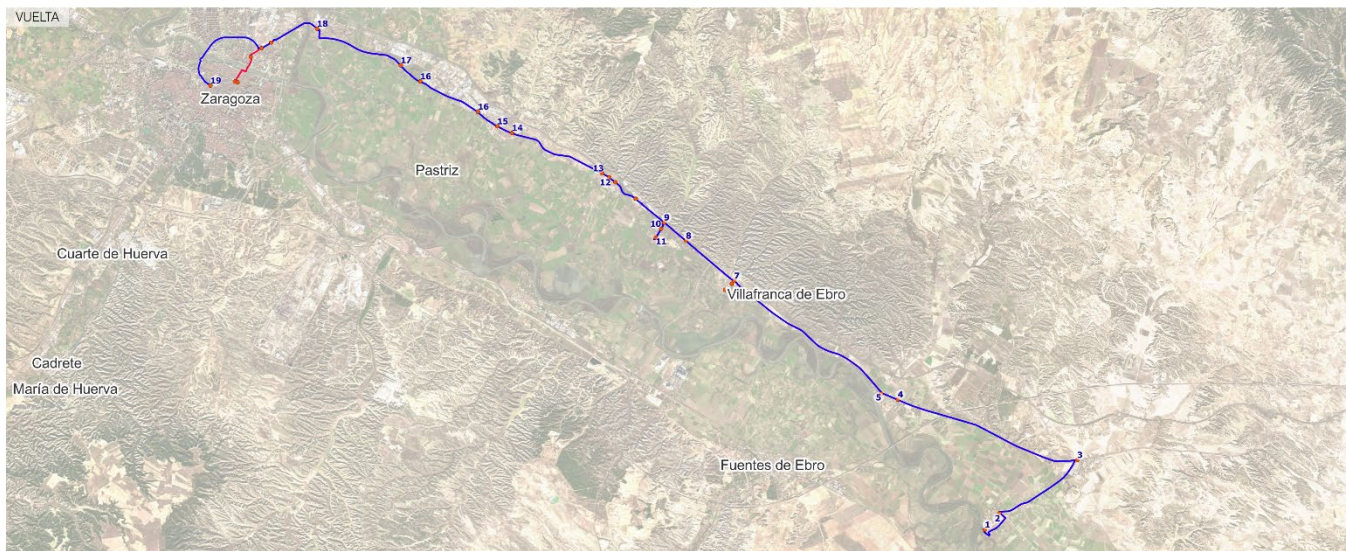 VUELTA
18
19
Zaragoza
17
16
16
15
14
Pastriz
13
12
9
10
11
8
Cuarte de Huerva
7
Villafranca de Ebro
Cadrete
María de Huerva
5
4
Fuentes de Ebro
3
2
1